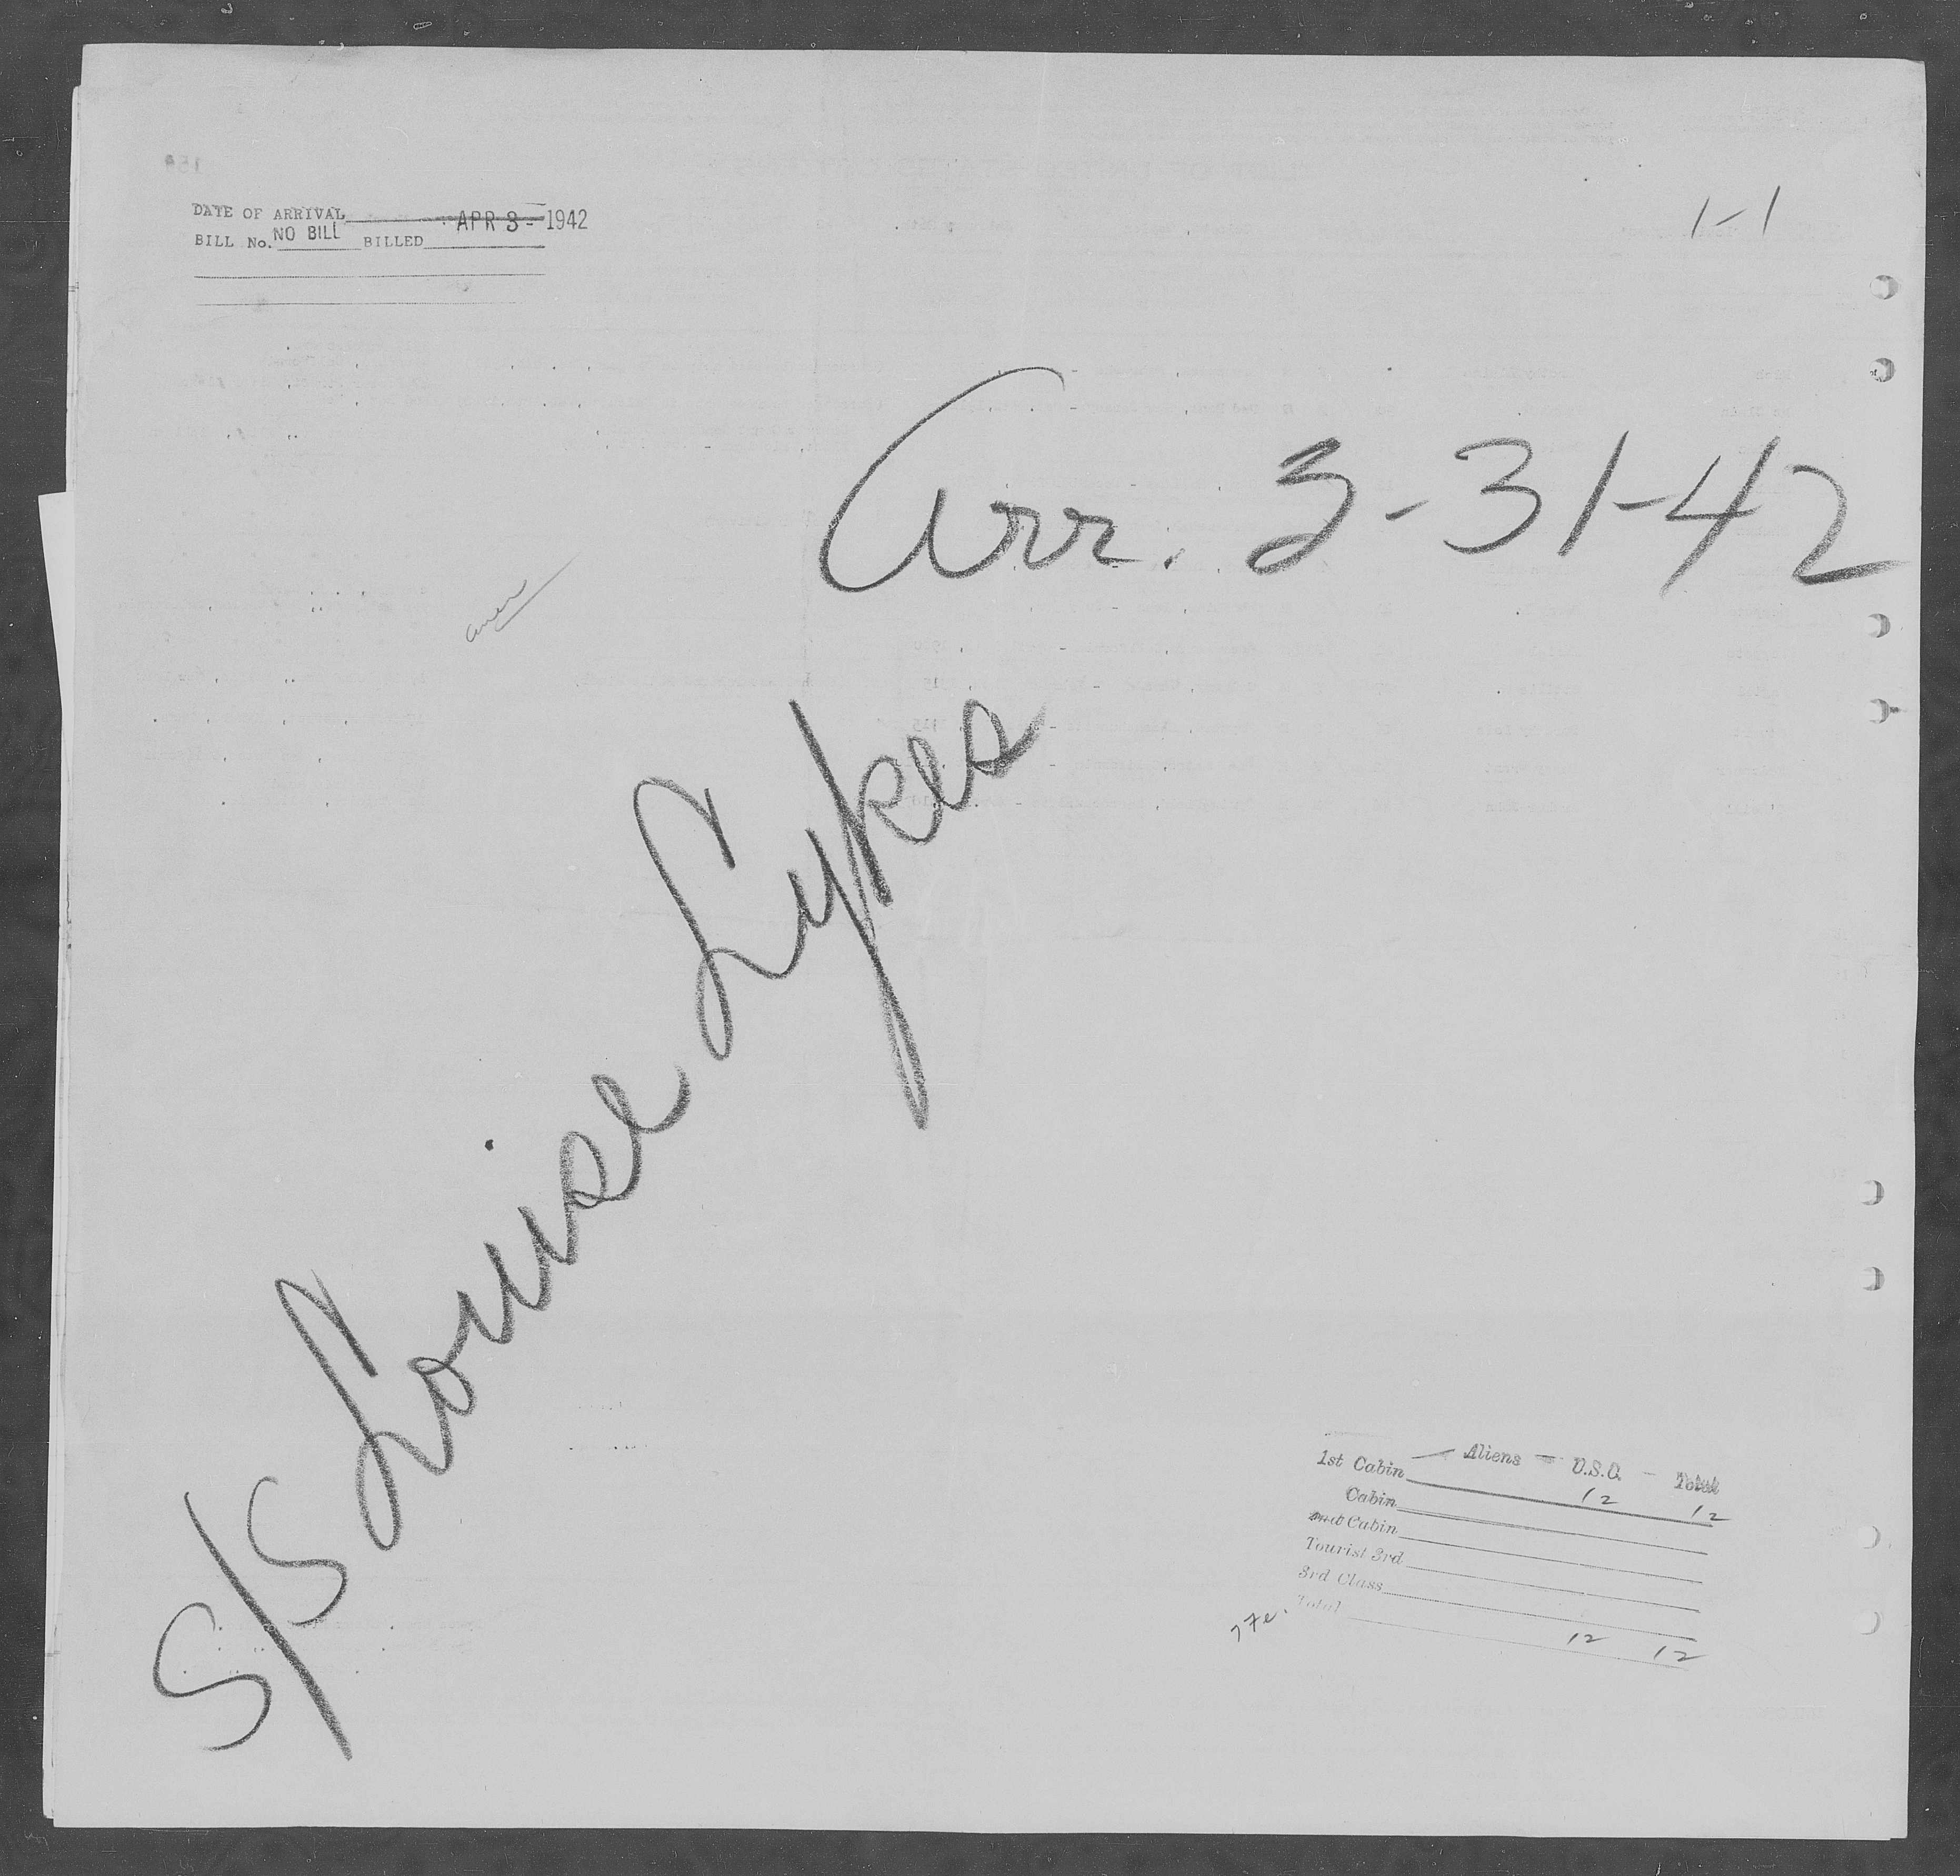 DATE OF ARRIVAL APR 3 - 1942
BILL No. NO BILL BILLED
1-1
Arr. 3-31-42
S/S Louise Lykes
Aliens - U.S.C. - Total
1st Cabin 12 12
Cabin
2nd Cabin
Tourist 3rd
3rd Class
Total 12 12